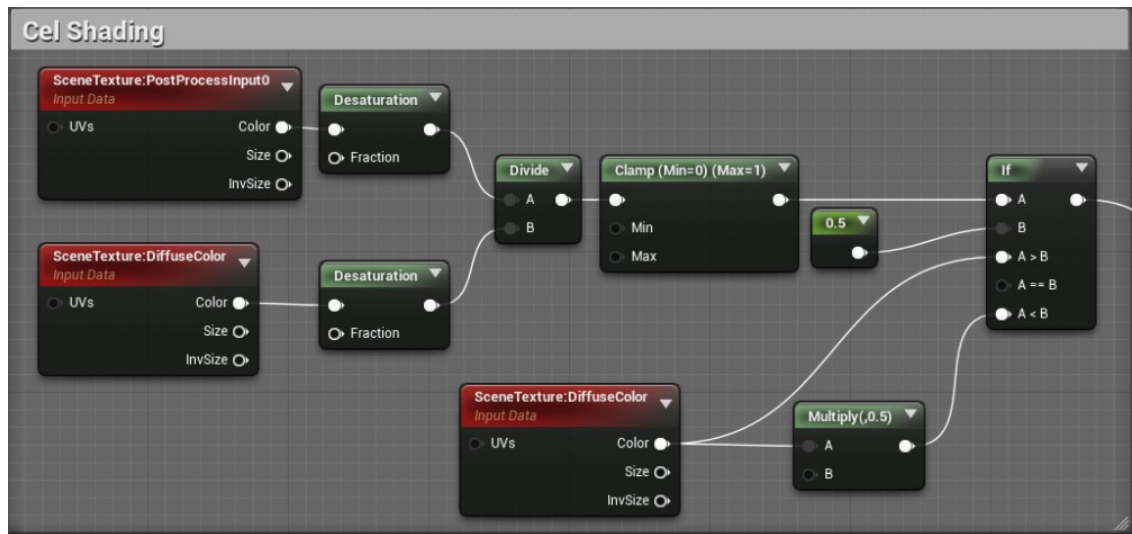 Cel Shading
SceneTexture:PostProcessInput0
Input Data
UVs
Color
Size
InvSize
Desaturation
Fraction
Divide
A
B
Clamp (Min=0) (Max=1)
Min
Max
0.5
If
A
B
A > B
A == B
A < B
SceneTexture:DiffuseColor
Input Data
UVs
Color
Size
InvSize
Desaturation
Fraction
SceneTexture:DiffuseColor
Input Data
UVs
Color
Size
InvSize
Multiply(,0.5)
A
B